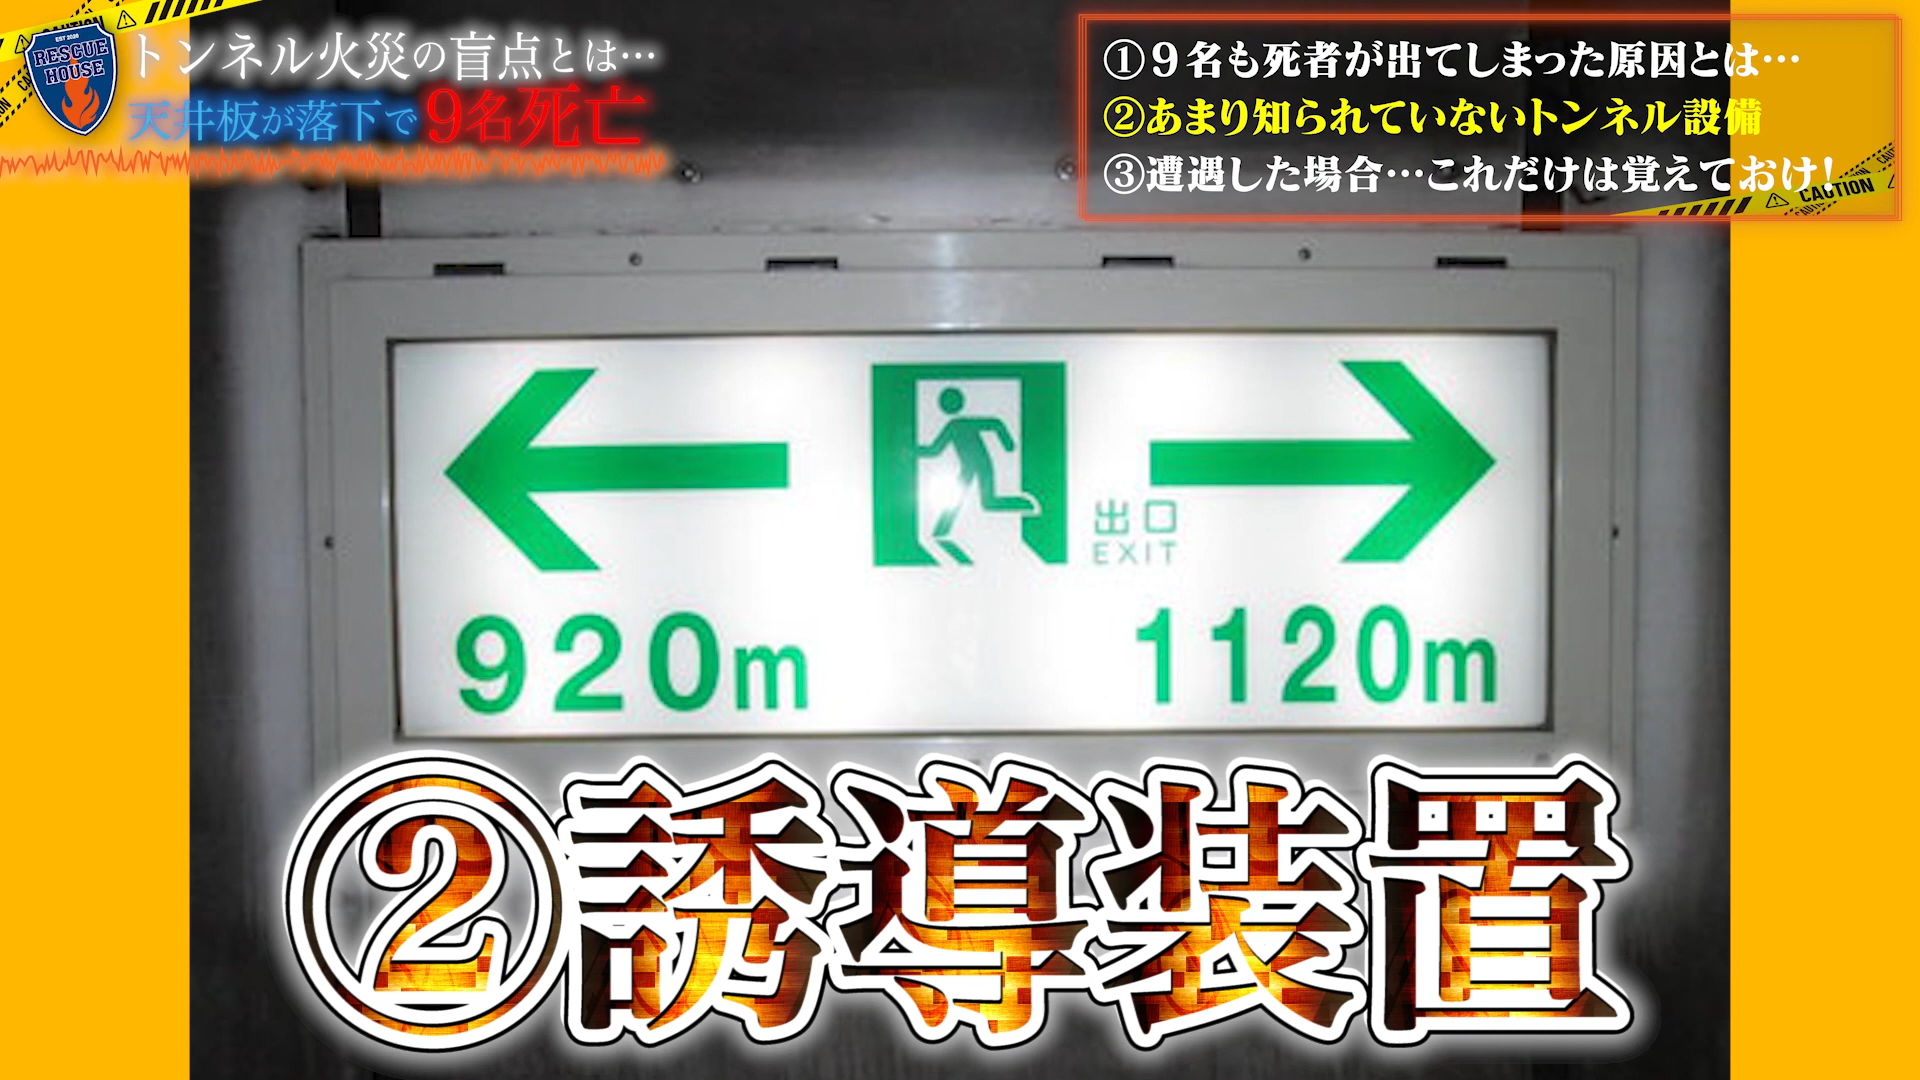 EST 2026
RESCUE
HOUSE
トンネル火災の盲点とは…
天井板が落下で9名死亡
①９名も死者が出てしまった原因とは…
②あまり知られていないトンネル設備
③遭遇した場合…これだけは覚えておけ！
CAUTION
出口
EXIT
920m
1120m
②誘導装置